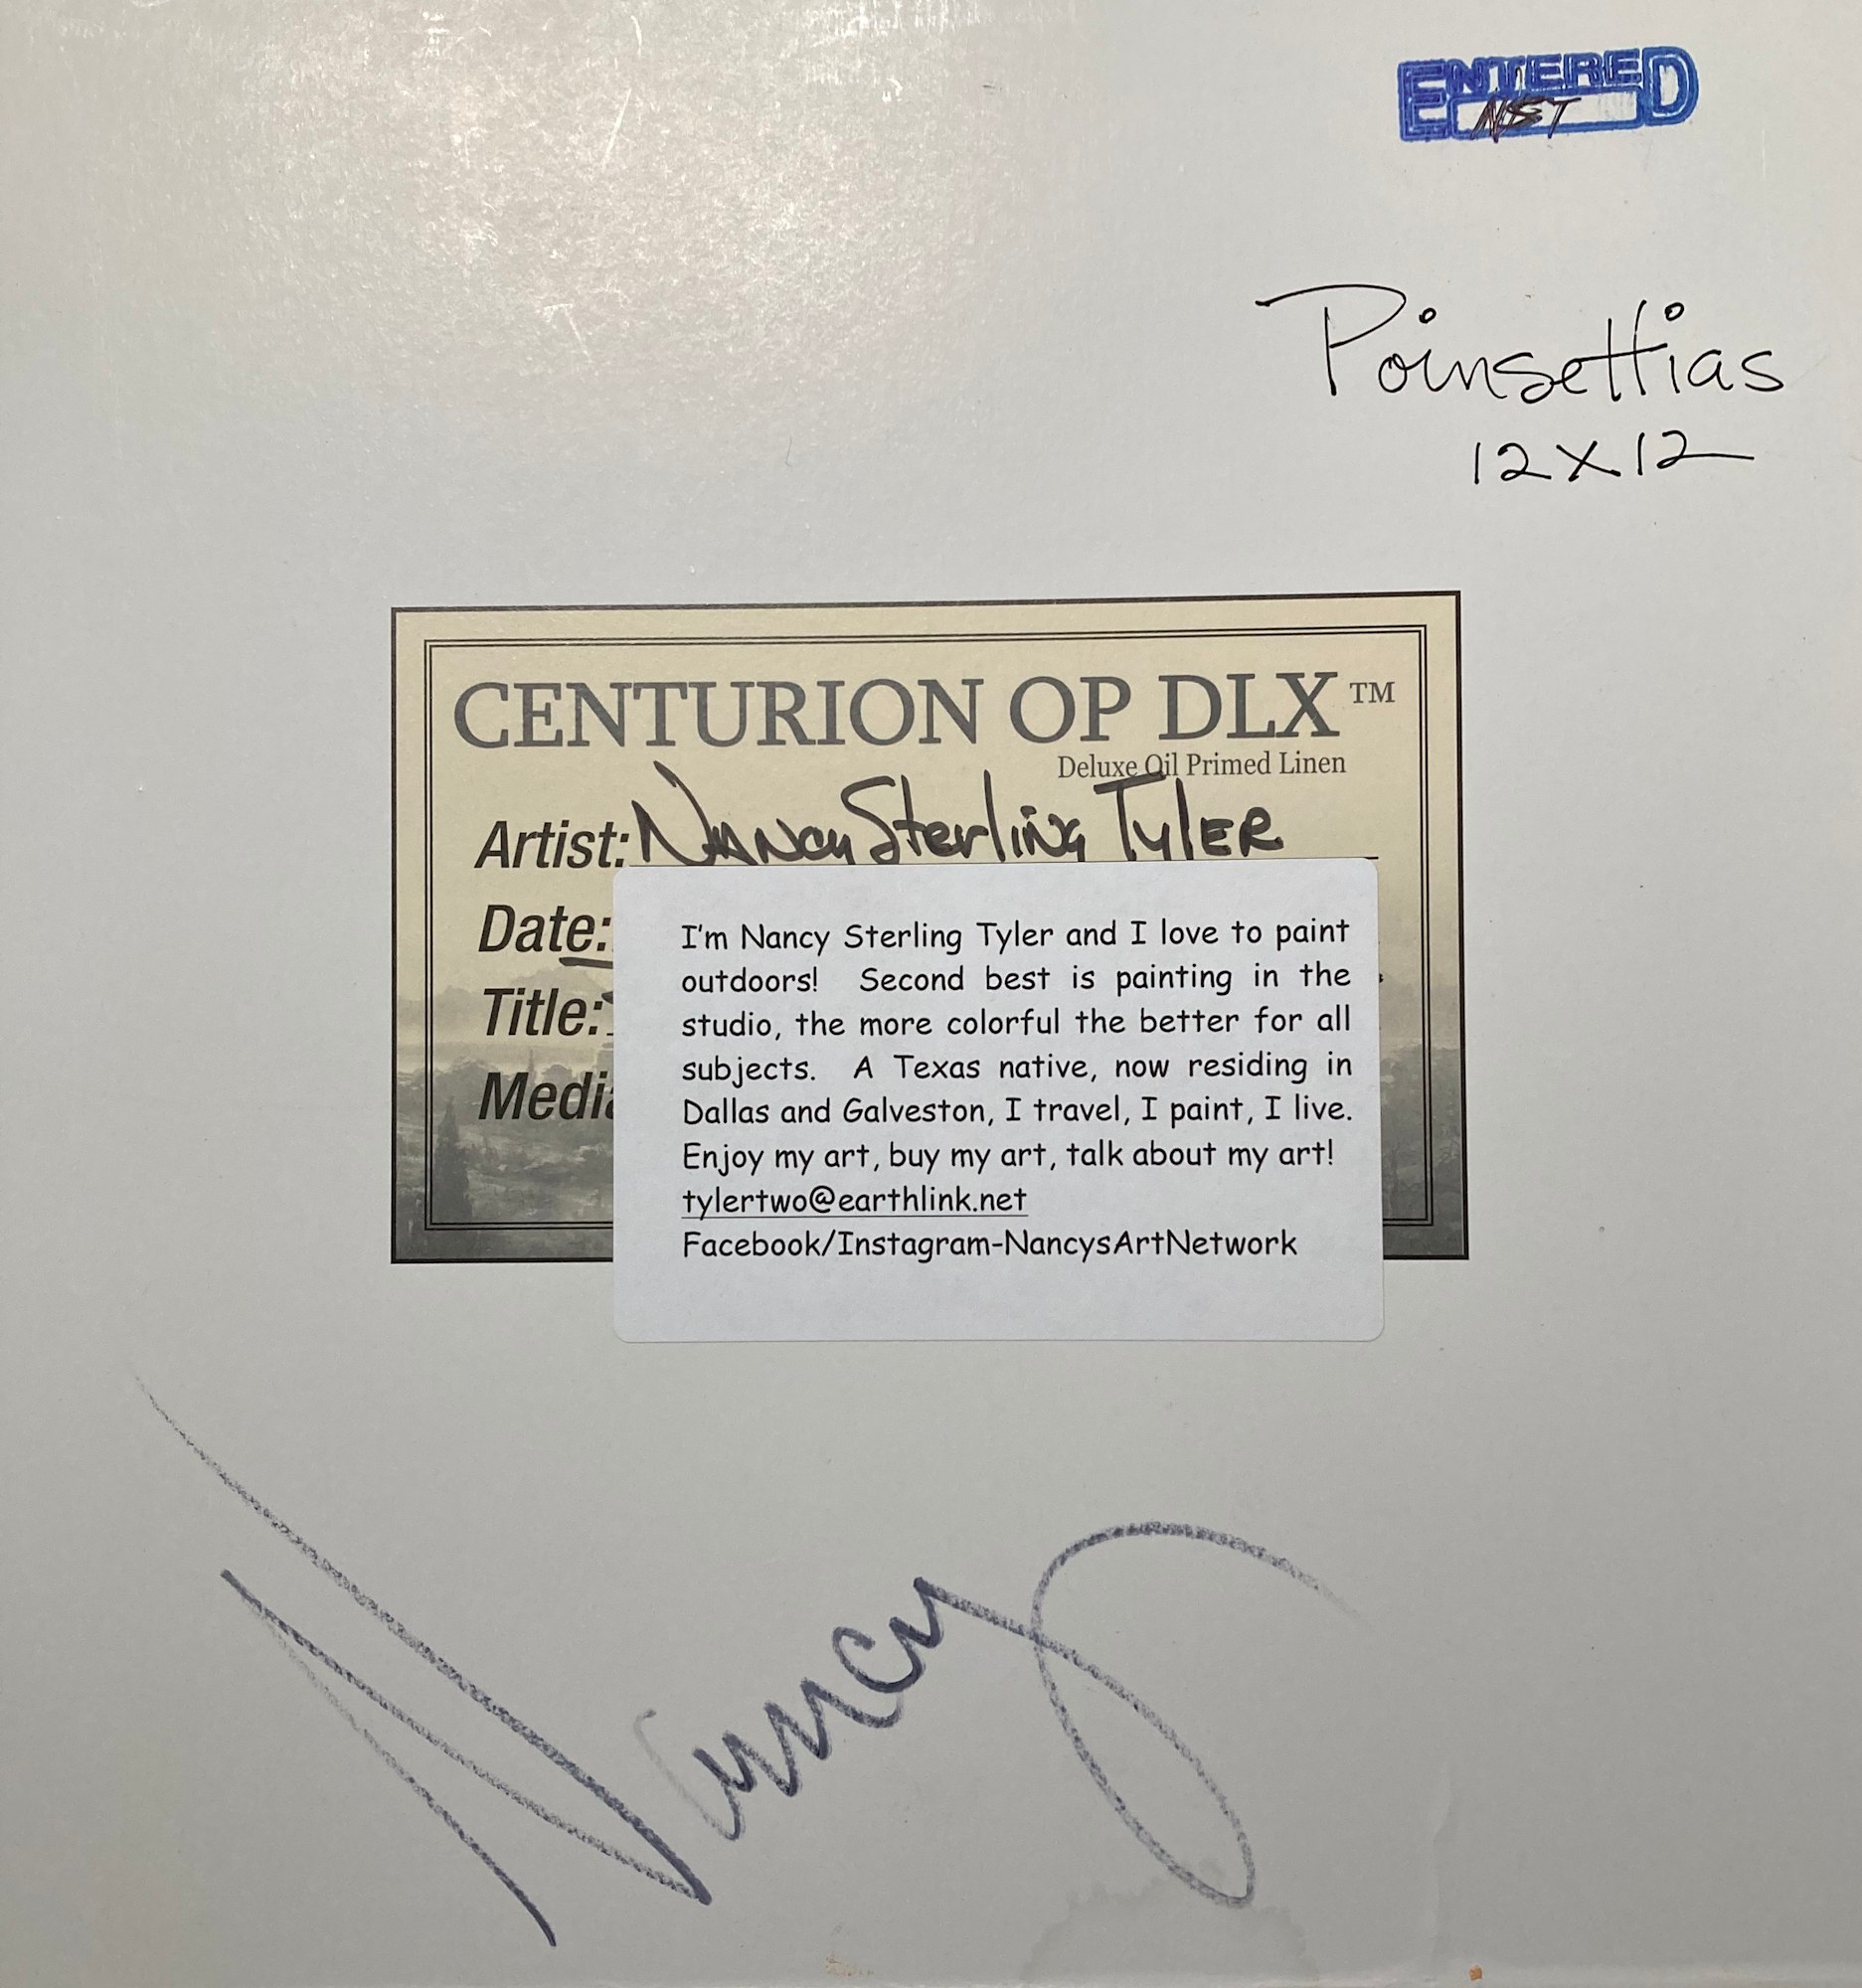 ENTERED
NST
Poinsettias
12x12
CENTURION OP DLX™
Deluxe Oil Primed Linen
Artist: Nancy Sterling Tyler
Date:
Title:
Medi
I'm Nancy Sterling Tyler and I love to paint
outdoors! Second best is painting in the
studio, the more colorful the better for all
subjects. A Texas native, now residing in
Dallas and Galveston, I travel, I paint, I live.
Enjoy my art, buy my art, talk about my art!
tylertwo@earthlink.net
Facebook/Instagram-NancysArtNetwork
Nancy